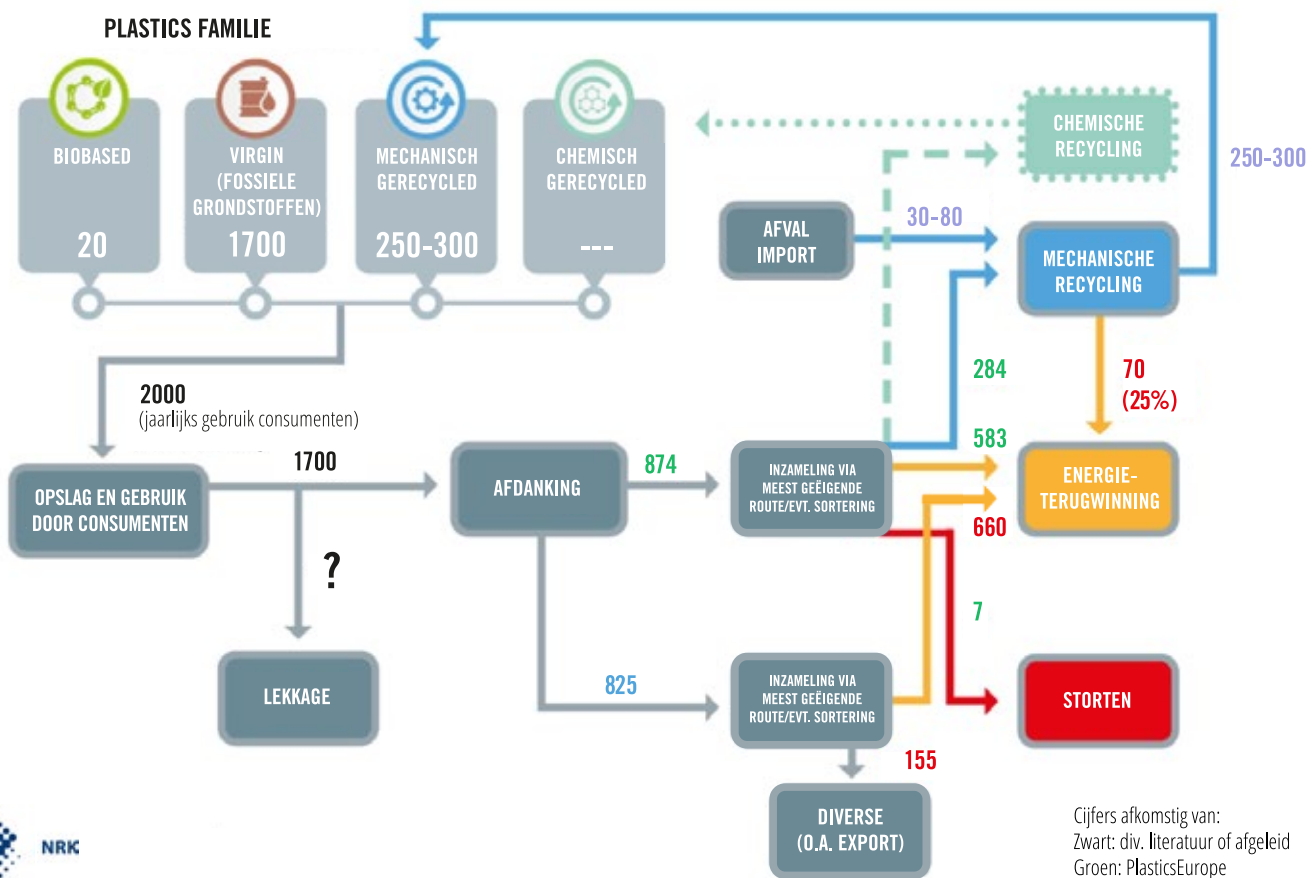 PLASTICS FAMILIE
BIOBASED
20
VIRGIN
(FOSSIELE
GRONDSTOFFEN)
1700
MECHANISCH
GERECYCLED
250-300
CHEMISCH
GERECYCLED
---
CHEMISCHE
RECYCLING
250-300
AFVAL
IMPORT
30-80
MECHANISCHE
RECYCLING
284
70
(25%)
2000
(jaarlijks gebruik consumenten)
OPSLAG EN GEBRUIK
DOOR CONSUMENTEN
1700
AFDANKING
874
INZAMELING VIA
MEEST GEËIGENDE
ROUTE/EVT. SORTERING
583
660
ENERGIE-
TERUGWINNING
?
7
LEKKAGE
825
INZAMELING VIA
MEEST GEËIGENDE
ROUTE/EVT. SORTERING
STORTEN
155
DIVERSE
(O.A. EXPORT)
NRK
Cijfers afkomstig van:
Zwart: div. literatuur of afgeleid
Groen: PlasticsEurope